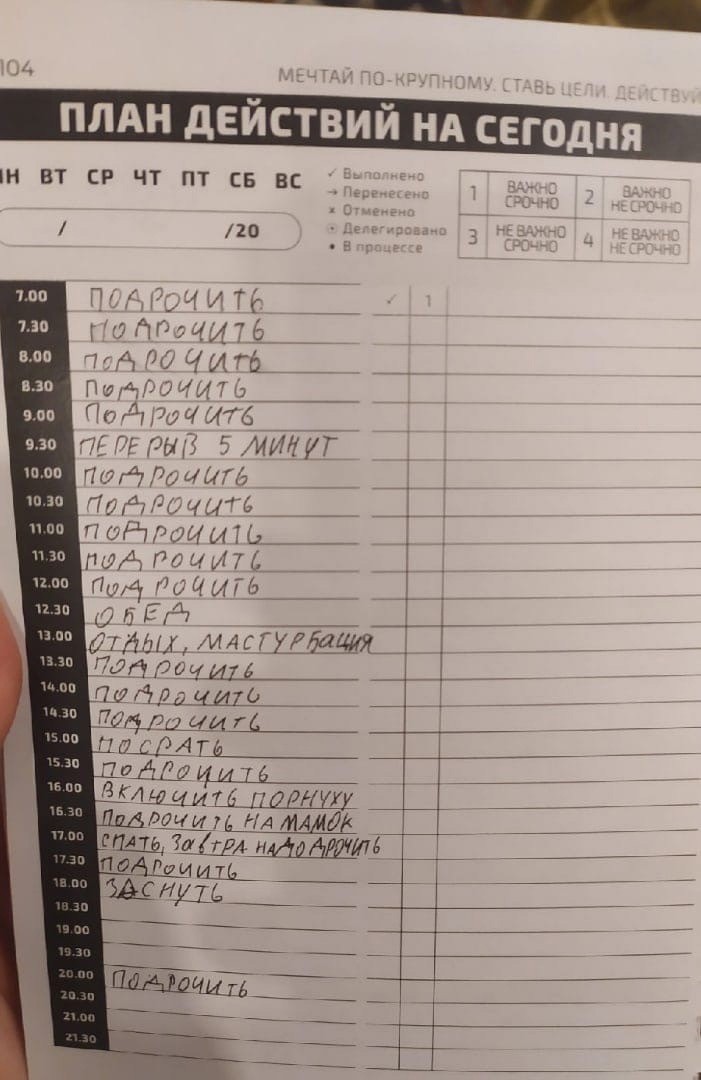 104
МЕЧТАЙ ПО-КРУПНОМУ. СТАВЬ ЦЕЛИ. ДЕЙСТВУЙ
ПЛАН ДЕЙСТВИЙ НА СЕГОДНЯ
ПН ВТ СР ЧТ ПТ СБ ВС
/ /20
✓ Выполнено
→ Перенесено
× Отменено
⊙ Делегировано
• В процессе
1 ВАЖНО СРОЧНО 2 ВАЖНО НЕ СРОЧНО
3 НЕ ВАЖНО СРОЧНО 4 НЕ ВАЖНО НЕ СРОЧНО
7.00 ПОДРОЧИТЬ ✓ 1
7.30 ПОДРОЧИТЬ
8.00 ПОДРОЧИТЬ
8.30 ПОДРОЧИТЬ
9.00 ПОДРОЧИТЬ
9.30 ПЕРЕРЫВ 5 МИНУТ
10.00 ПОДРОЧИТЬ
10.30 ПОДРОЧИТЬ
11.00 ПОДРОЧИТЬ
11.30 ПОДРОЧИТЬ
12.00 ПОДРОЧИТЬ
12.30 ОБЕД
13.00 ОТДЫХ, МАСТУРБАЦИЯ
13.30 ПОДРОЧИТЬ
14.00 ПОДРОЧИТЬ
14.30 ПОДРОЧИТЬ
15.00 ПОСРАТЬ
15.30 ПОДРОЧИТЬ
16.00 ВКЛЮЧИТЬ ПОРНУХУ
16.30 ПОДРОЧИТЬ НА МАМОК
17.00 СПАТЬ, ЗАВТРА НАДО ДРОЧИТЬ
17.30 ПОДРОЧИТЬ
18.00 ЗАСНУТЬ
18.30
19.00
19.30
20.00 ПОДРОЧИТЬ
20.30
21.00
21.30